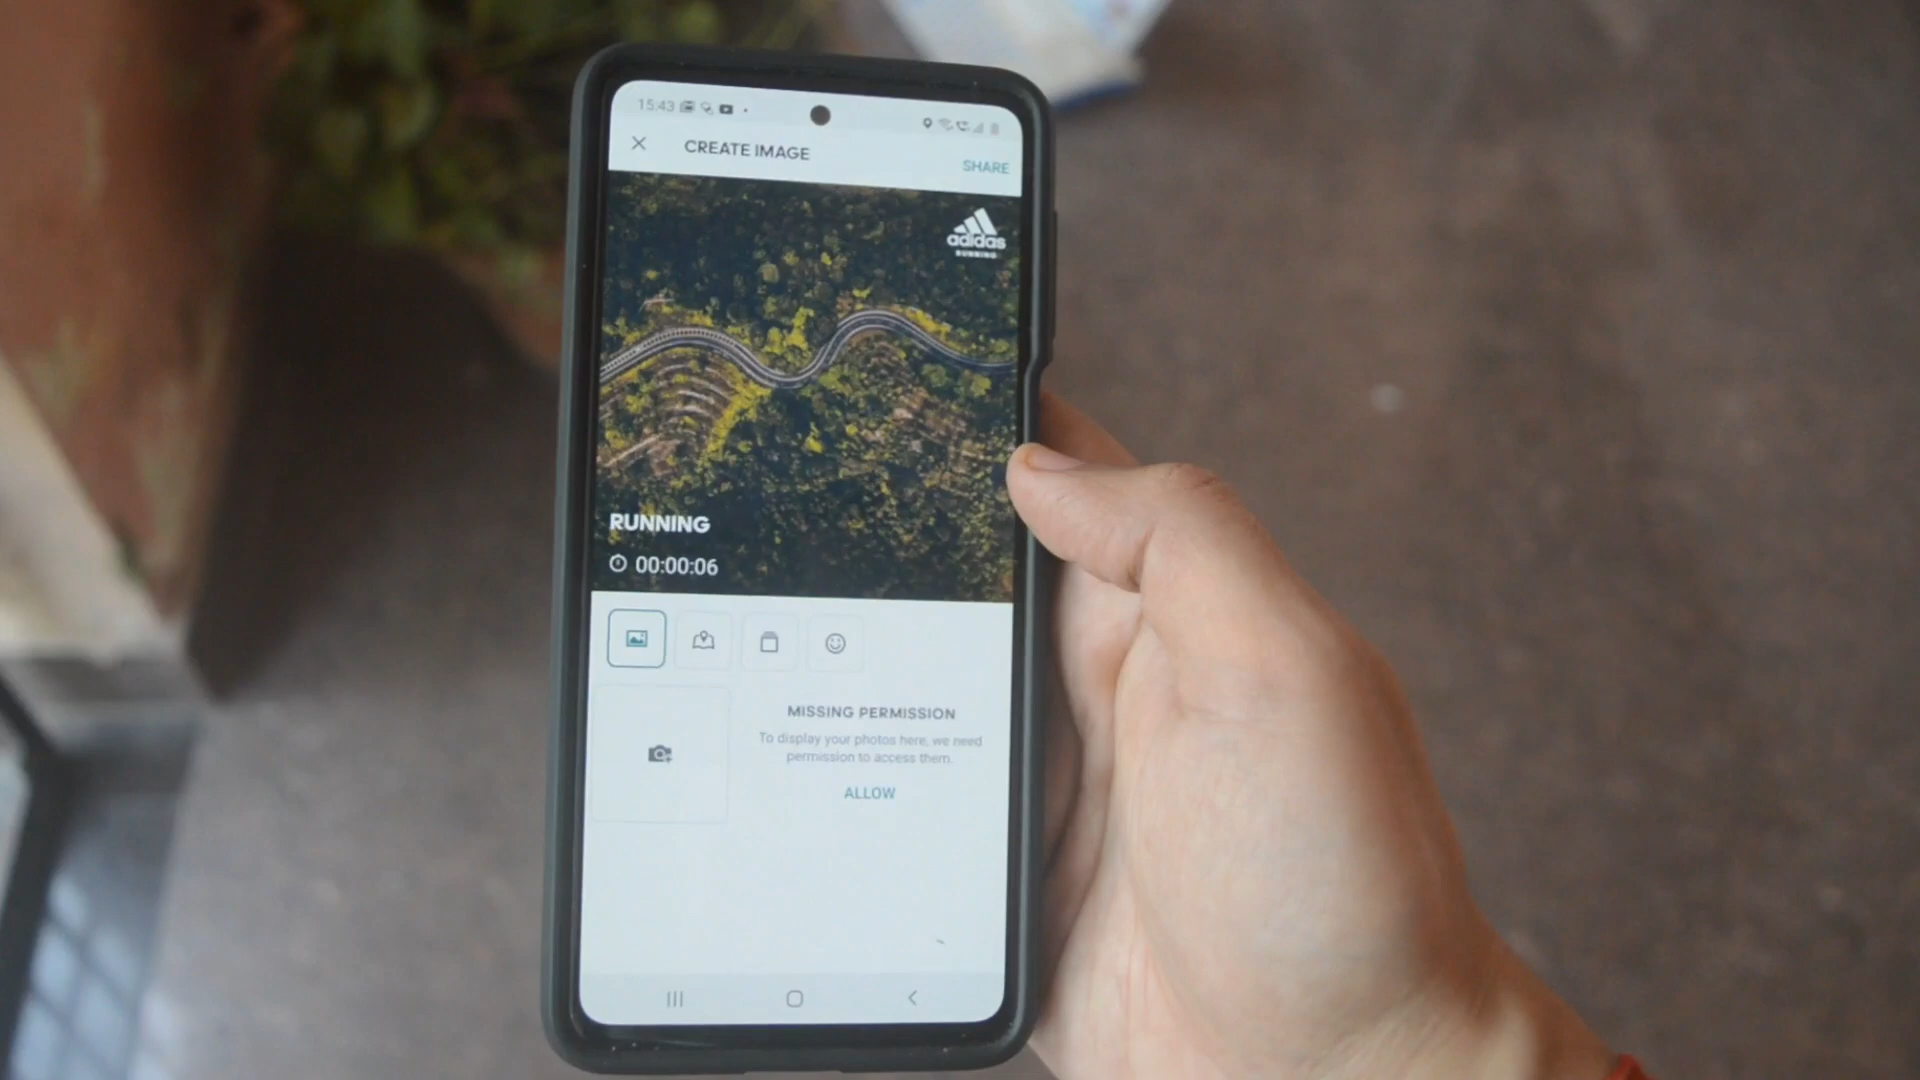 15:43
CREATE IMAGE
SHARE
adidas
RUNNING
RUNNING
00:00:06
MISSING PERMISSION
To display your photos here, we need
permission to access them.
ALLOW